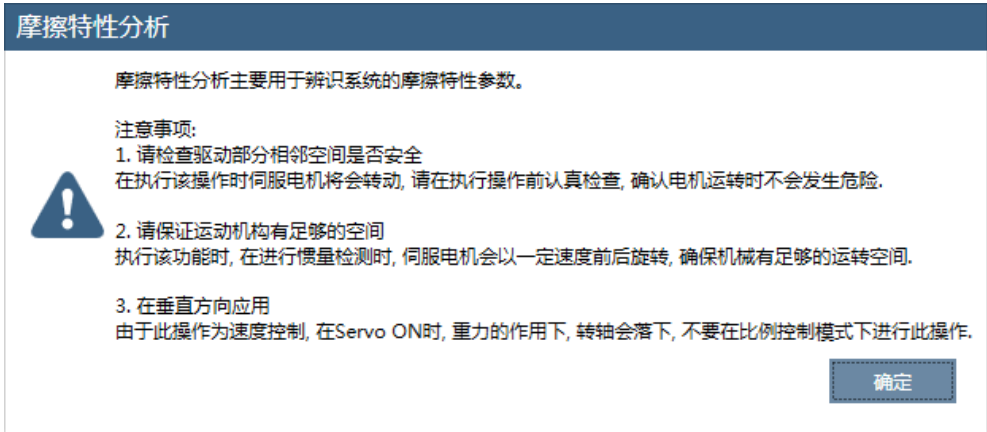 摩擦特性分析
摩擦特性分析主要用于辨识系统的摩擦特性参数。
注意事项:
1. 请检查驱动部分相邻空间是否安全
在执行该操作时伺服电机将会转动, 请在执行操作前认真检查, 确认电机运转时不会发生危险.
2. 请保证运动机构有足够的空间
执行该功能时, 在进行惯量检测时, 伺服电机会以一定速度前后旋转, 确保机械有足够的运转空间.
3. 在垂直方向应用
由于此操作为速度控制, 在Servo ON时, 重力的作用下, 转轴会落下, 不要在比例控制模式下进行此操作.
确定